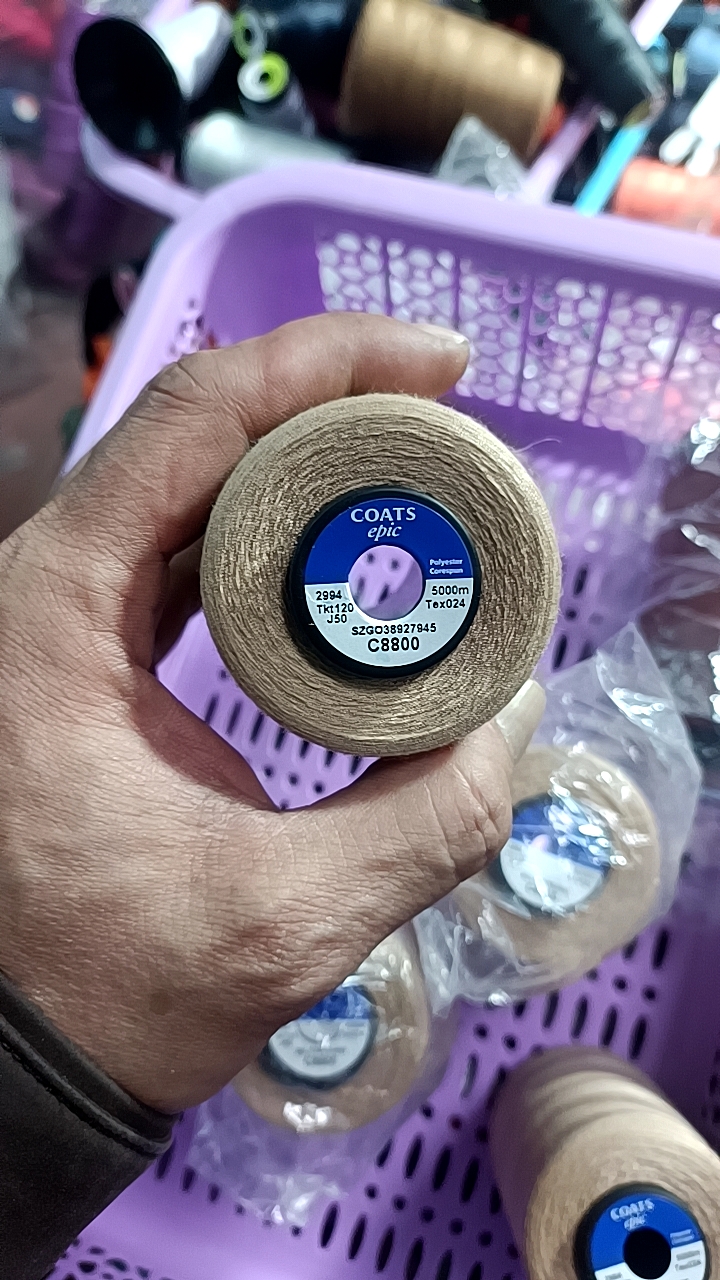 COATS
epic
Polyester
Corespun
2994 5000m
Tkt120 Tex024
J50
SZGO38927945
C8800
COATS
epic